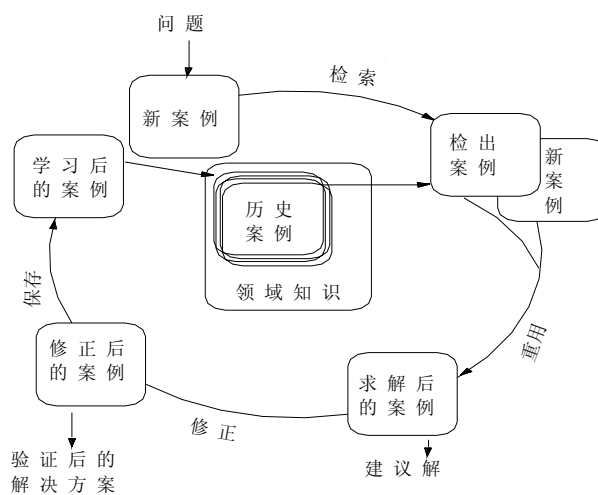 问题
新案例
检索
检出
案例
新
案
例
学习后
的案例
历史
案例
领域知识
保存
重用
修正后
的案例
求解后
的案例
修正
验证后的
解决方案
建议解